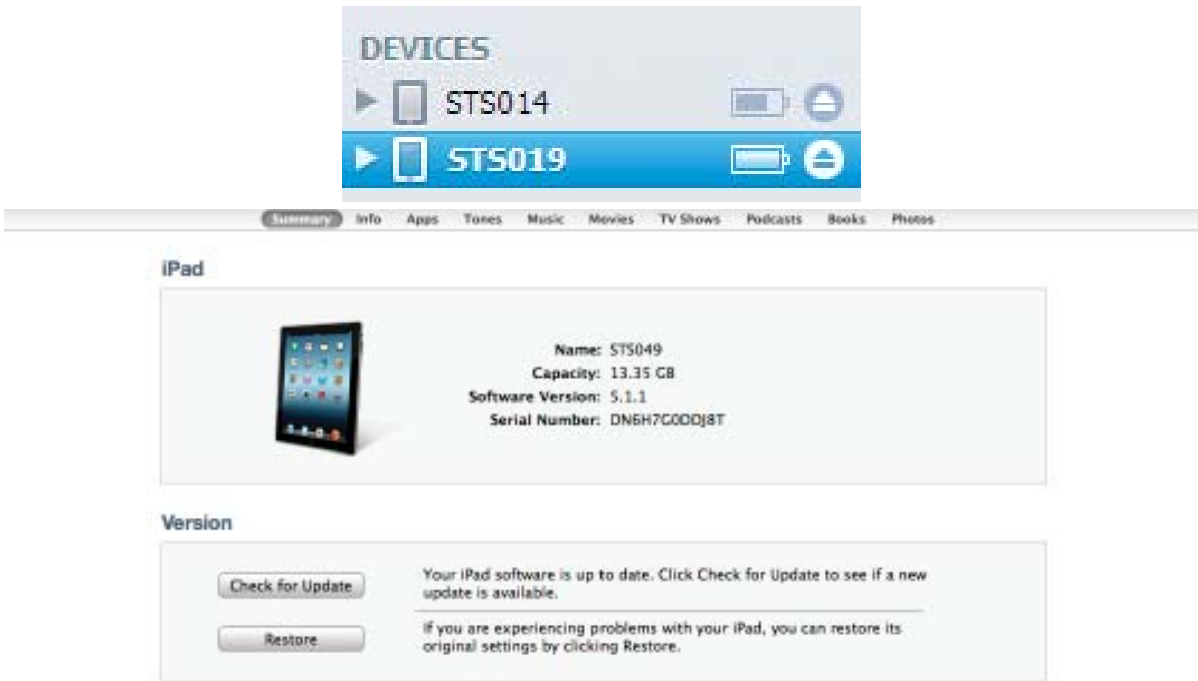 DEVICES
STS014
STS019
Summary Info Apps Tones Music Movies TV Shows Podcasts Books Photos
iPad
Name: STS049
Capacity: 13.35 GB
Software Version: 5.1.1
Serial Number:
Version
Check for Update
Your iPad software is up to date. Click Check for Update to see if a new
update is available.
Restore
If you are experiencing problems with your iPad, you can restore its
original settings by clicking Restore.